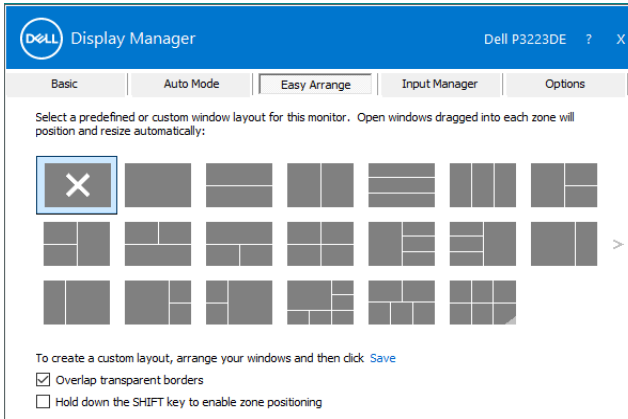 DELL Display Manager Dell P3223DE ? X
Basic Auto Mode Easy Arrange Input Manager Options
Select a predefined or custom window layout for this monitor. Open windows dragged into each zone will
position and resize automatically:
>
To create a custom layout, arrange your windows and then click Save
Overlap transparent borders
Hold down the SHIFT key to enable zone positioning